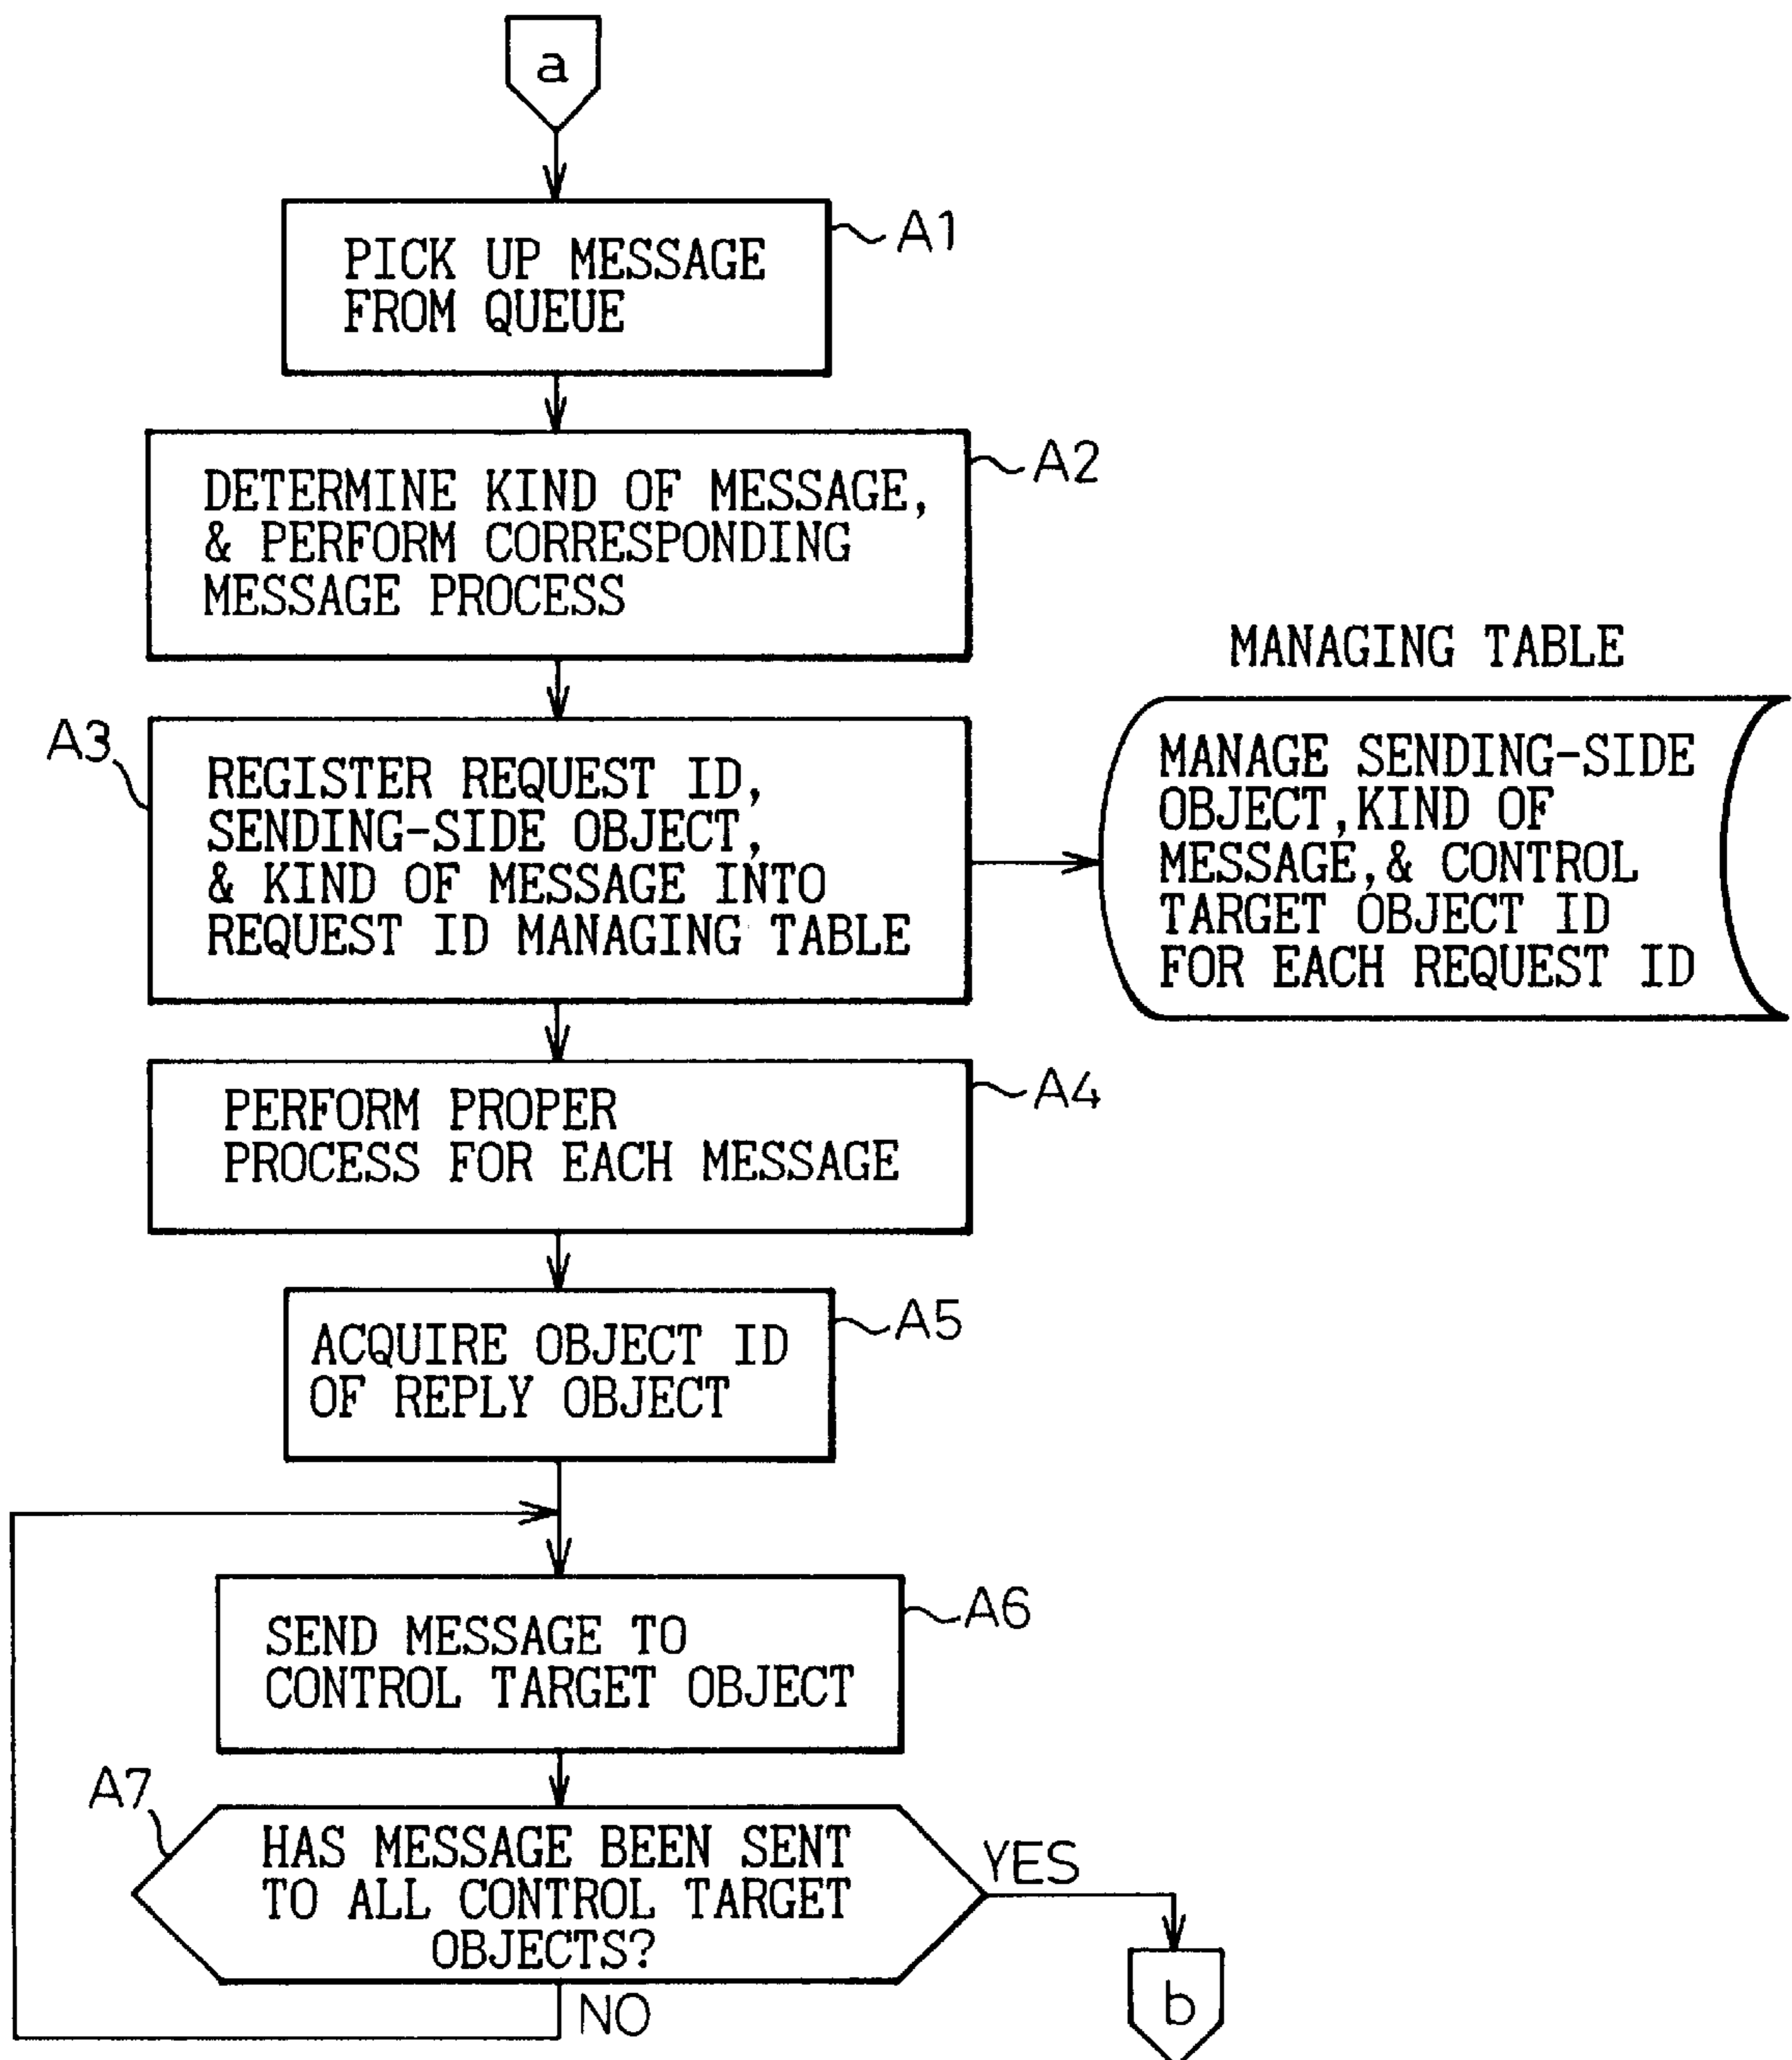 a
A1
PICK UP MESSAGE
FROM QUEUE
A2
DETERMINE KIND OF MESSAGE,
& PERFORM CORRESPONDING
MESSAGE PROCESS
A3
REGISTER REQUEST ID,
SENDING-SIDE OBJECT,
& KIND OF MESSAGE INTO
REQUEST ID MANAGING TABLE
MANAGING TABLE
MANAGE SENDING-SIDE
OBJECT,KIND OF
MESSAGE,& CONTROL
TARGET OBJECT ID
FOR EACH REQUEST ID
A4
PERFORM PROPER
PROCESS FOR EACH MESSAGE
A5
ACQUIRE OBJECT ID
OF REPLY OBJECT
A6
SEND MESSAGE TO
CONTROL TARGET OBJECT
A7
HAS MESSAGE BEEN SENT
TO ALL CONTROL TARGET
OBJECTS?
YES
NO
b